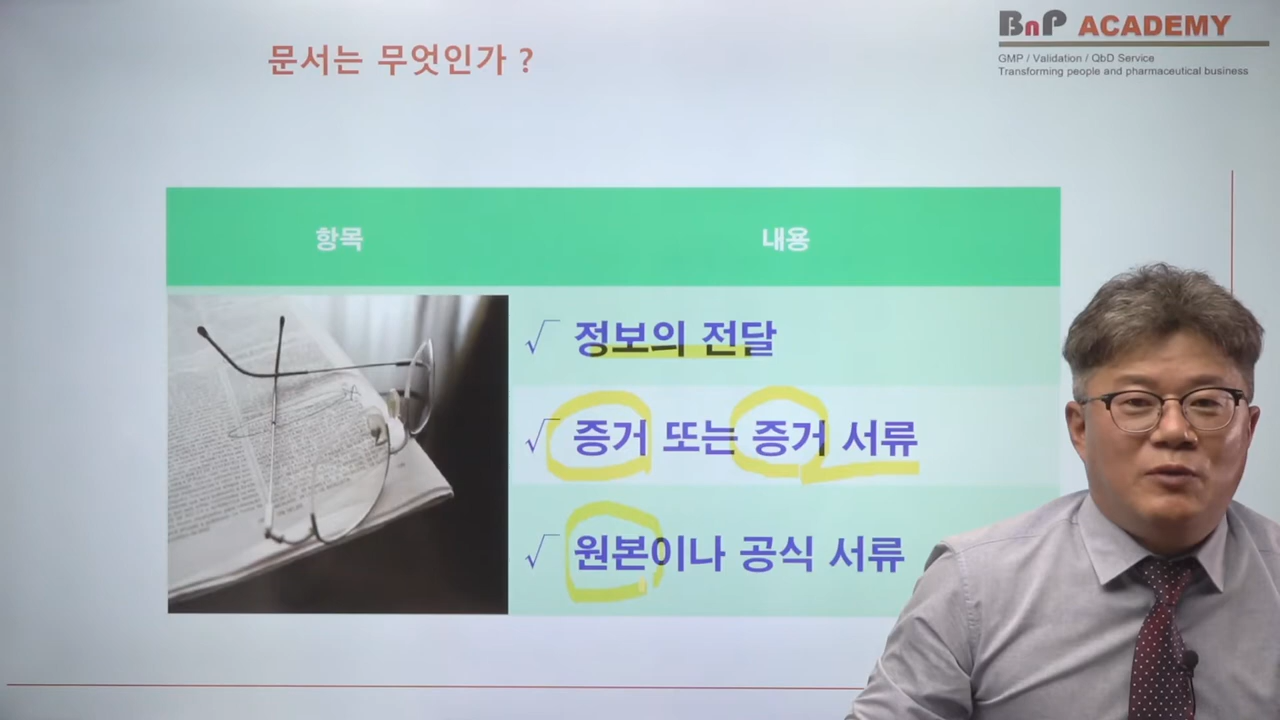 문서는 무엇인가 ?
BnP ACADEMY
GMP / Validation / QbD Service
Transforming people and pharmaceutical business
항목
내용
√ 정보의 전달
√ 증거 또는 증거 서류
√ 원본이나 공식 서류